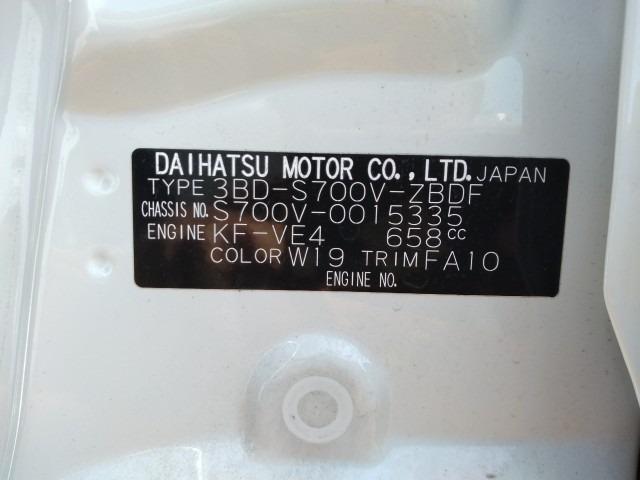 DAIHATSU MOTOR CO.,LTD. JAPAN
TYPE 3BD-S700V-ZBDF
CHASSIS NO. S700V-0015335
ENGINE KF-VE4 658cc
COLOR W19 TRIM FA10
ENGINE NO.